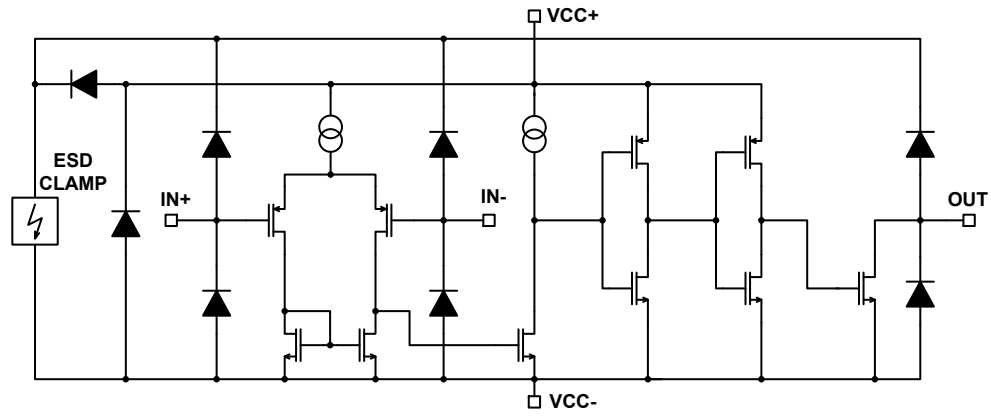 VCC+
ESD
CLAMP
IN+
IN-
OUT
VCC-